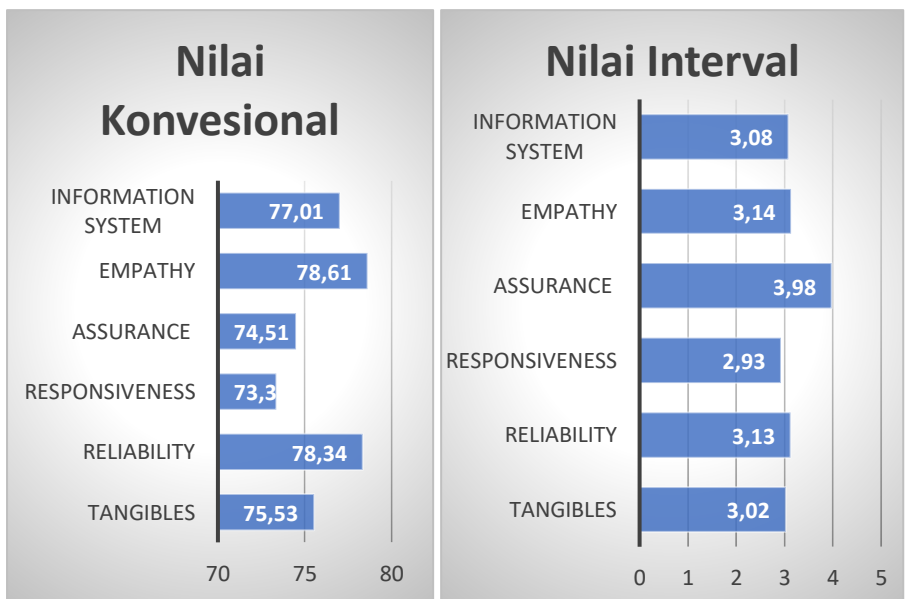 Nilai
Konvesional
INFORMATION
SYSTEM
77,01
EMPATHY
78,61
ASSURANCE
74,51
RESPONSIVENESS
73,3
RELIABILITY
78,34
TANGIBLES
75,53
70 75 80
Nilai Interval
INFORMATION
SYSTEM
3,08
EMPATHY
3,14
ASSURANCE
3,98
RESPONSIVENESS
2,93
RELIABILITY
3,13
TANGIBLES
3,02
0 1 2 3 4 5